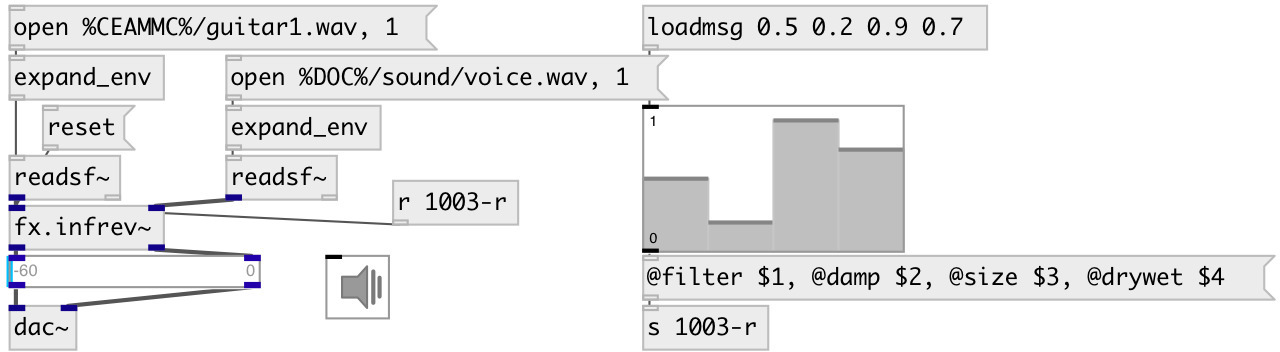 open %CEAMMC%/guitar1.wav, 1
loadmsg 0.5 0.2 0.9 0.7
expand_env
open %DOC%/sound/voice.wav, 1
reset
expand_env
1
readsf~
readsf~
r 1003-r
fx.infrev~
0
-60
0
@filter $1, @damp $2, @size $3, @drywet $4
dac~
s 1003-r